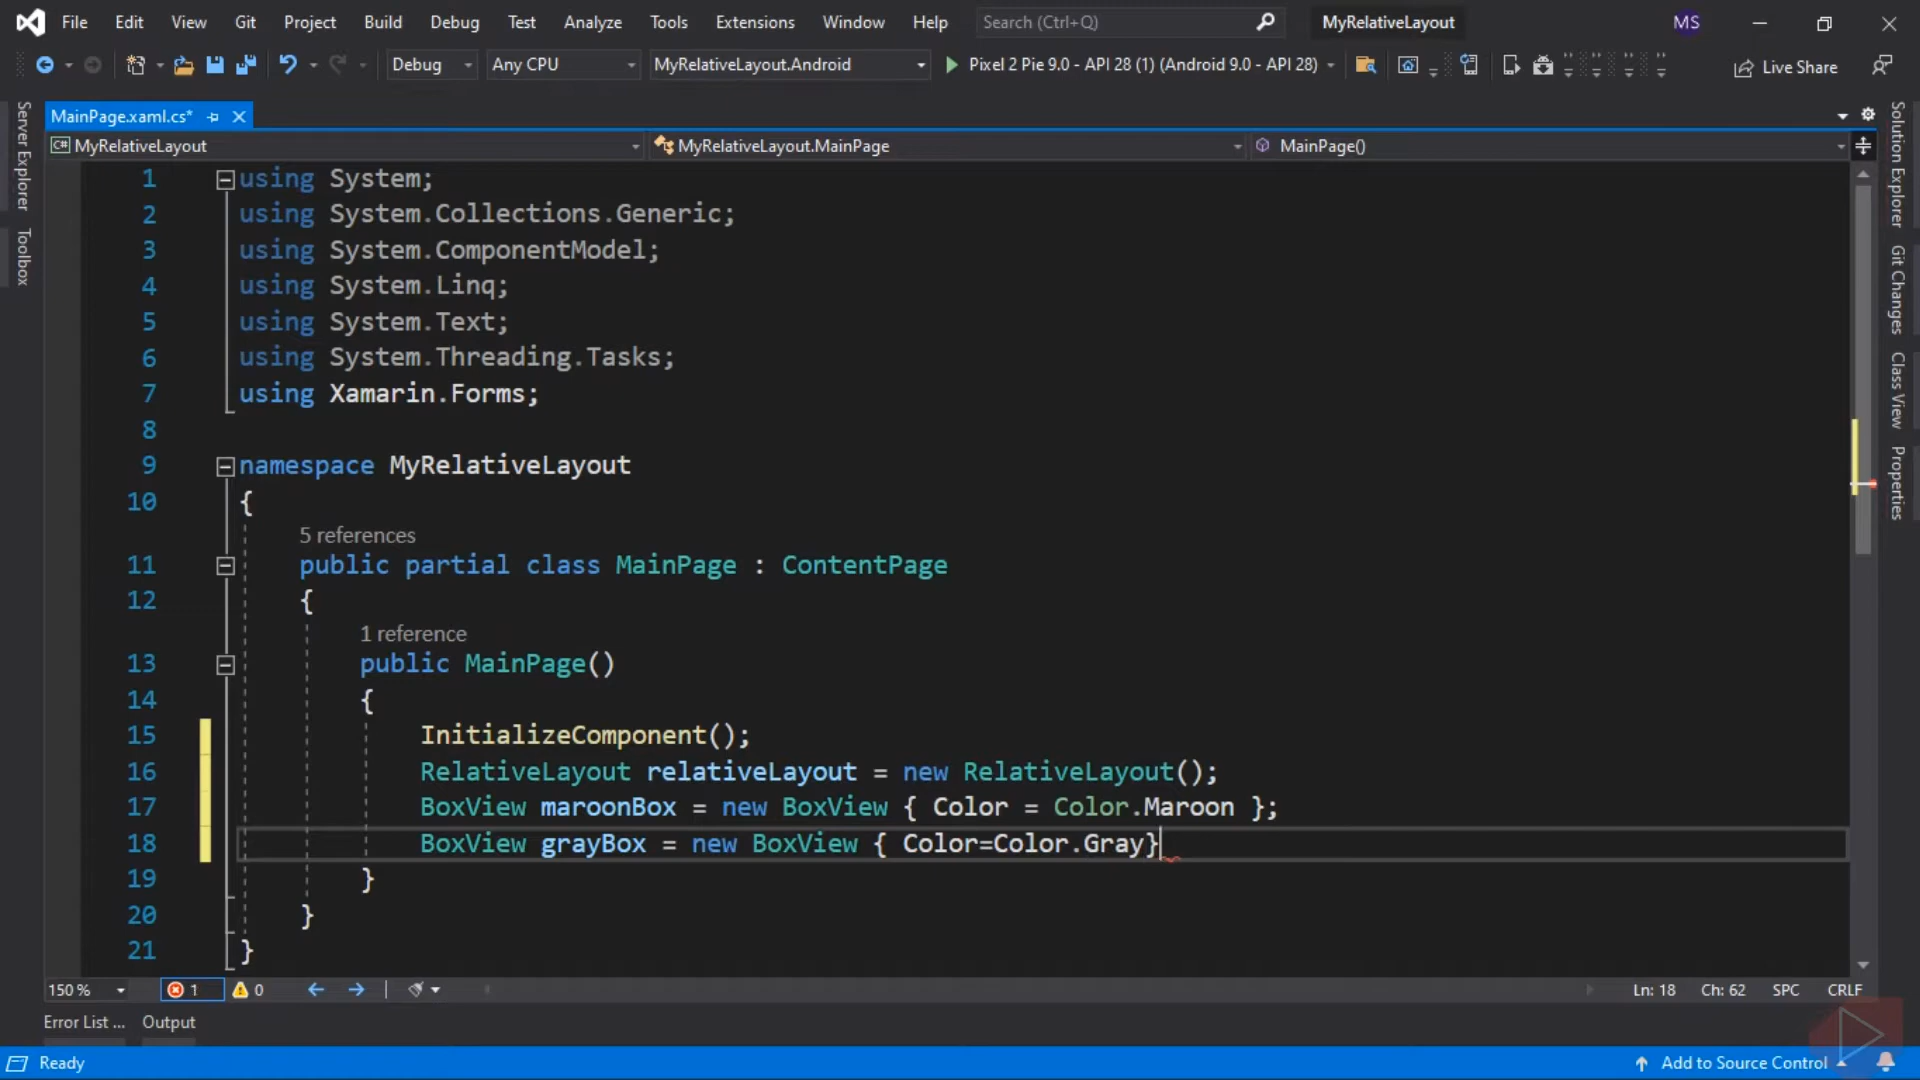 File Edit View Git Project Build Debug Test Analyze Tools Extensions Window Help Search (Ctrl+Q) MyRelativeLayout MS
Debug Any CPU MyRelativeLayout.Android Pixel 2 Pie 9.0 - API 28 (1) (Android 9.0 - API 28) Live Share
Server Explorer
Toolbox
MainPage.xaml.cs*
C# MyRelativeLayout MyRelativeLayout.MainPage MainPage()
1 using System;
2 using System.Collections.Generic;
3 using System.ComponentModel;
4 using System.Linq;
5 using System.Text;
6 using System.Threading.Tasks;
7 using Xamarin.Forms;
8
9 namespace MyRelativeLayout
10 {
5 references
11 public partial class MainPage : ContentPage
12 {
1 reference
13 public MainPage()
14 {
15 InitializeComponent();
16 RelativeLayout relativeLayout = new RelativeLayout();
17 BoxView maroonBox = new BoxView { Color = Color.Maroon };
18 BoxView grayBox = new BoxView { Color=Color.Gray}
19 }
20 }
21 }
Solution Explorer
Git Changes
Class View
Properties
150 % 1 0 Ln: 18 Ch: 62 SPC CRLF
Error List ... Output
Ready Add to Source Control